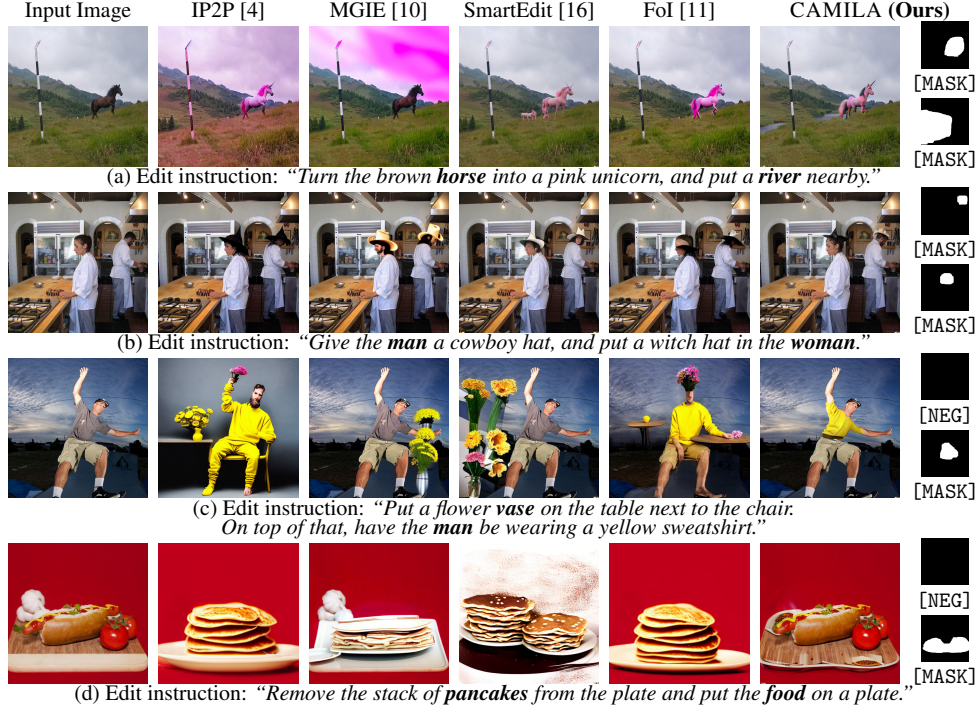 Input Image IP2P [4] MGIE [10] SmartEdit [16] FoI [11] CAMILA (Ours)
[MASK]
[MASK]
(a) Edit instruction: “Turn the brown horse into a pink unicorn, and put a river nearby.”
[MASK]
[MASK]
(b) Edit instruction: “Give the man a cowboy hat, and put a witch hat in the woman.”
[NEG]
[MASK]
(c) Edit instruction: “Put a flower vase on the table next to the chair.
On top of that, have the man be wearing a yellow sweatshirt.”
[NEG]
[MASK]
(d) Edit instruction: “Remove the stack of pancakes from the plate and put the food on a plate.”